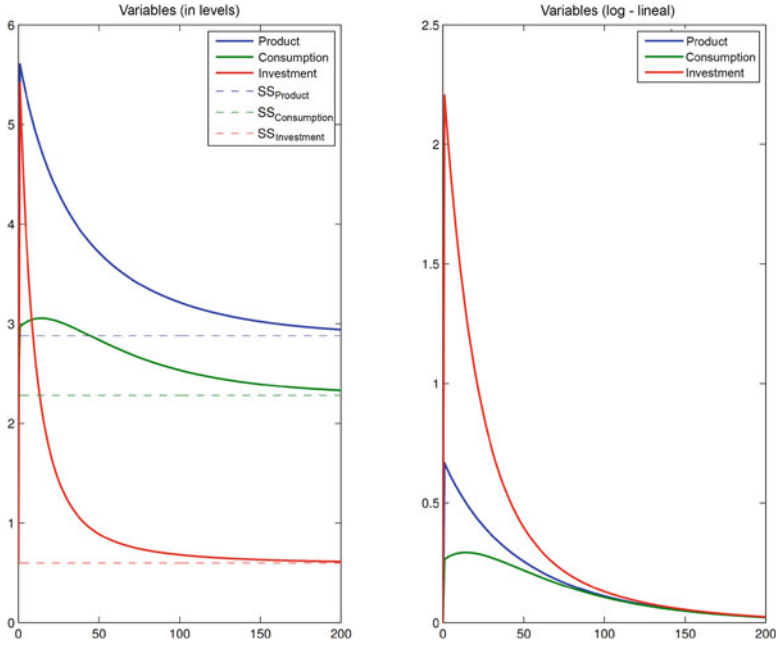 Variables (in levels)
6
5
4
3
2
1
0
0
50
100
150
200
Product
Consumption
Investment
SSProduct
SSConsumption
SSInvestment
Variables (log - lineal)
2.5
2
1.5
1
0.5
0
0
50
100
150
200
Product
Consumption
Investment